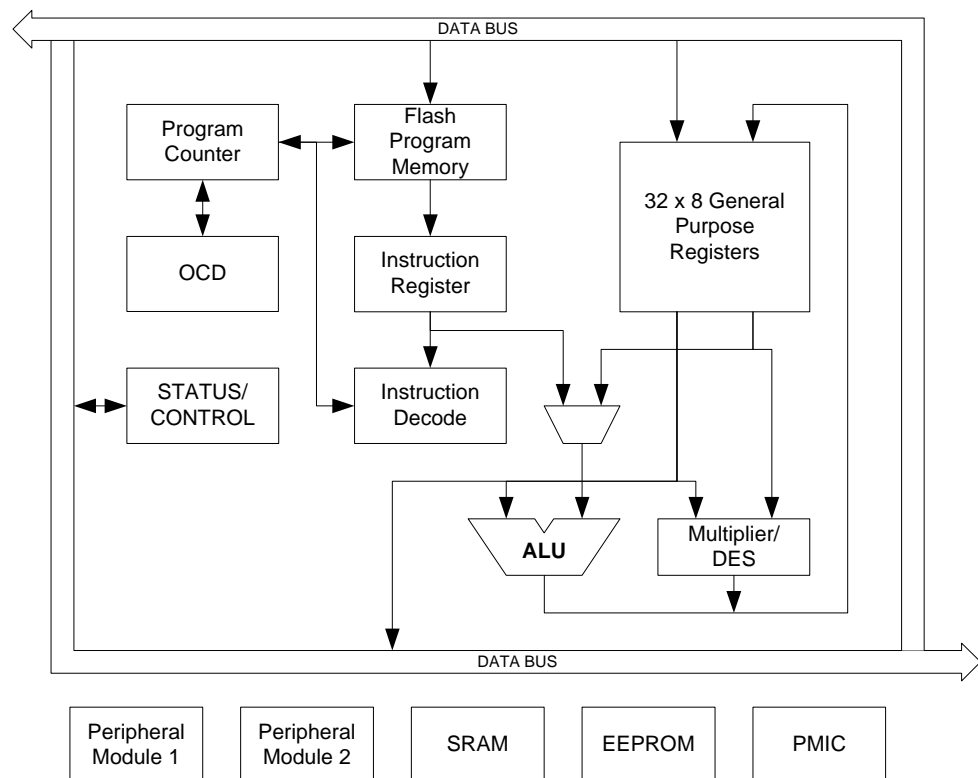 DATA BUS
Program
Counter
Flash
Program
Memory
32 x 8 General
Purpose
Registers
OCD
Instruction
Register
STATUS/
CONTROL
Instruction
Decode
ALU
Multiplier/
DES
DATA BUS
Peripheral
Module 1
Peripheral
Module 2
SRAM
EEPROM
PMIC